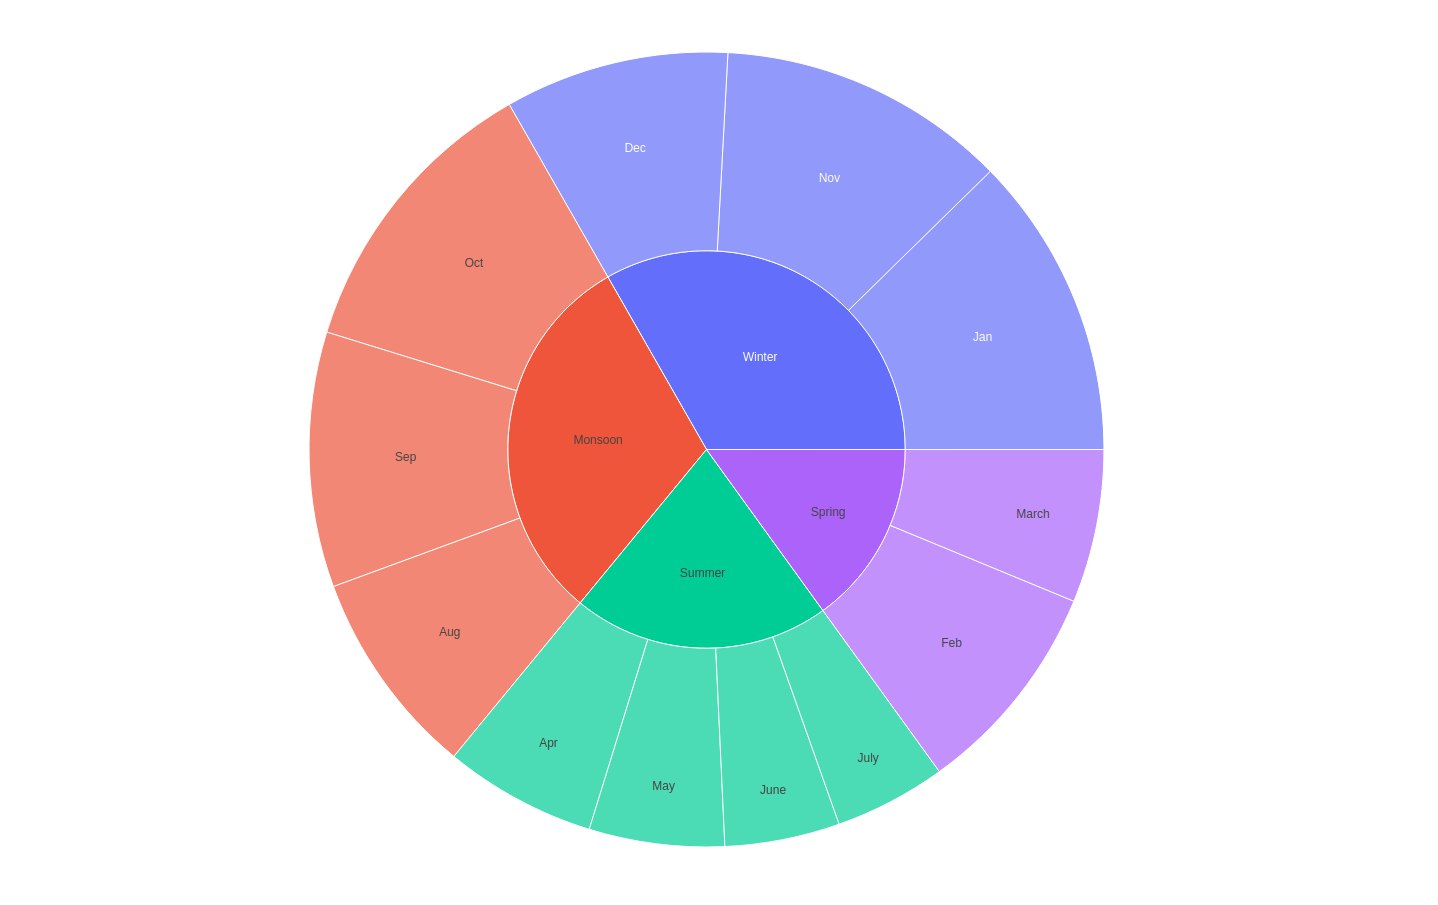 Dec
Nov
Oct
Jan
Winter
Monsoon
Sep
Spring
March
Summer
Aug
Feb
Apr
July
May
June